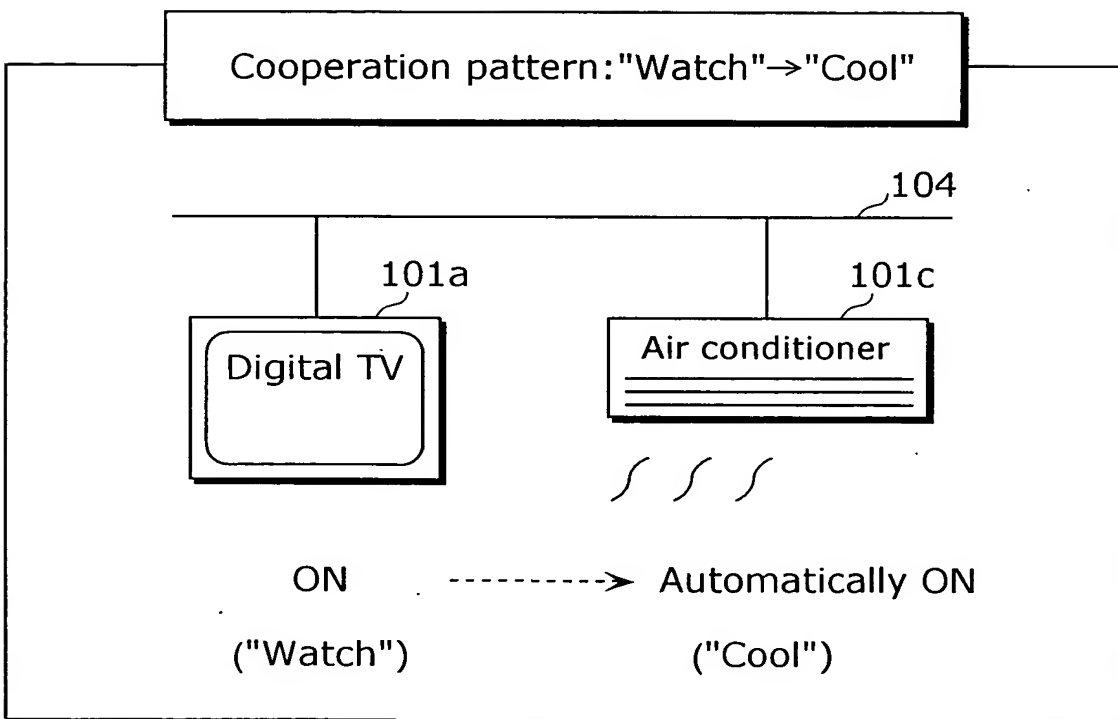 Cooperation pattern:"Watch"→"Cool"
104
101a
101c
Digital TV
Air conditioner
ON
Automatically ON
("Watch")
("Cool")